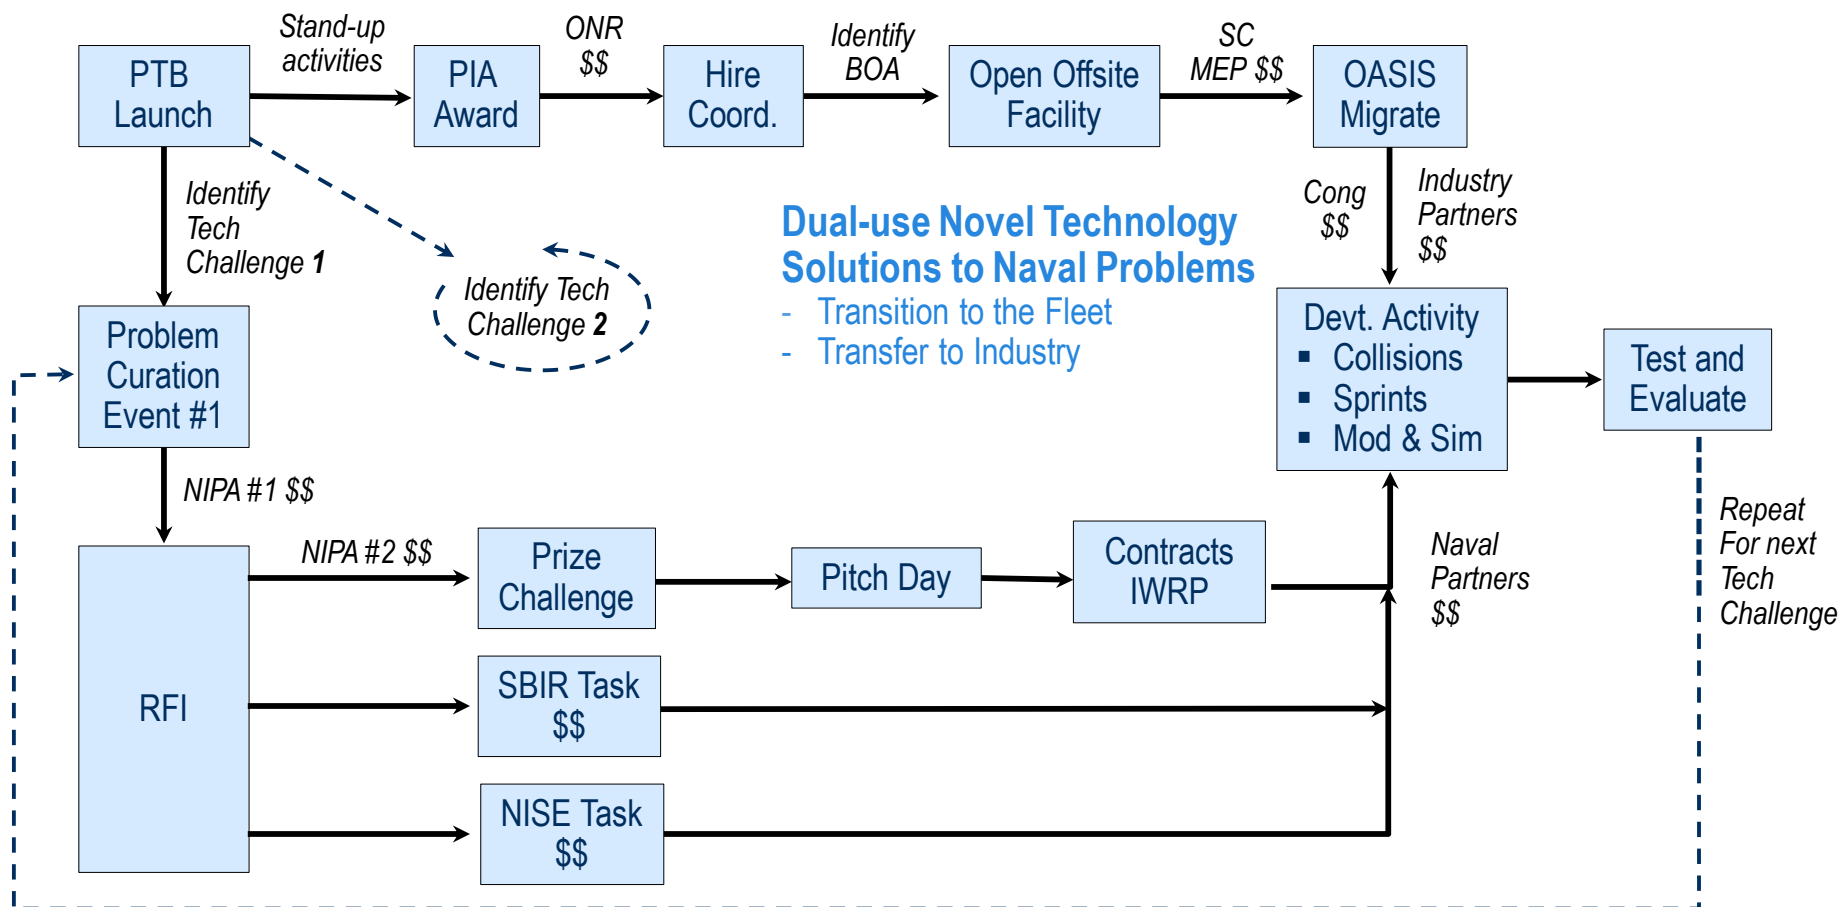 Stand-up
activities
ONR
$$
Identify
BOA
SC
MEP $$
PTB
Launch
PIA
Award
Hire
Coord.
Open Offsite
Facility
OASIS
Migrate
Identify
Tech
Challenge 1
Cong
$$
Industry
Partners
$$
Dual-use Novel Technology
Solutions to Naval Problems
- Transition to the Fleet
- Transfer to Industry
Identify Tech
Challenge 2
Problem
Curation
Event #1
Devt. Activity
▪ Collisions
▪ Sprints
▪ Mod & Sim
Test and
Evaluate
NIPA #1 $$
NIPA #2 $$
RFI
Prize
Challenge
Pitch Day
Contracts
IWRP
Naval
Partners
$$
Repeat
For next
Tech
Challenge
SBIR Task
$$
NISE Task
$$